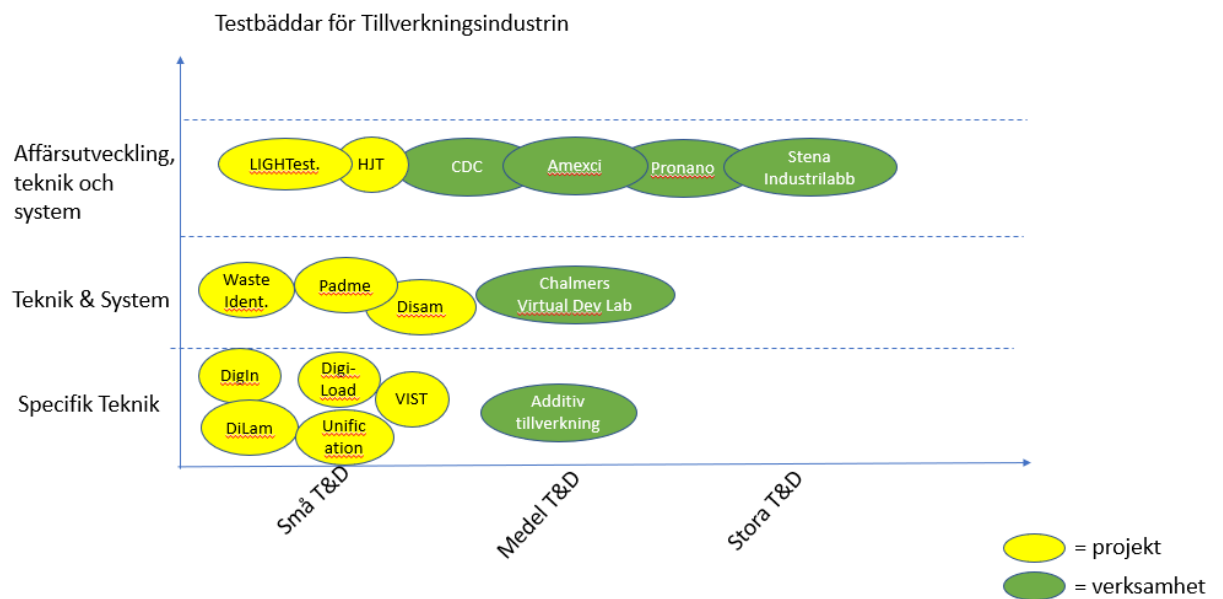 Testbäddar för Tillverkningsindustrin
Affärsutveckling,
teknik och
system
LIGHTest.
HJT
CDC
Amexci
Pronano
Stena
Industrilabb
Teknik & System
Waste
Ident.
Padme
Disam
Chalmers
Virtual Dev Lab
Specifik Teknik
DigIn
Digi-
Load
VIST
DiLam
Unific
ation
Additiv
tillverkning
Små T&D
Medel T&D
Stora T&D
= projekt
= verksamhet